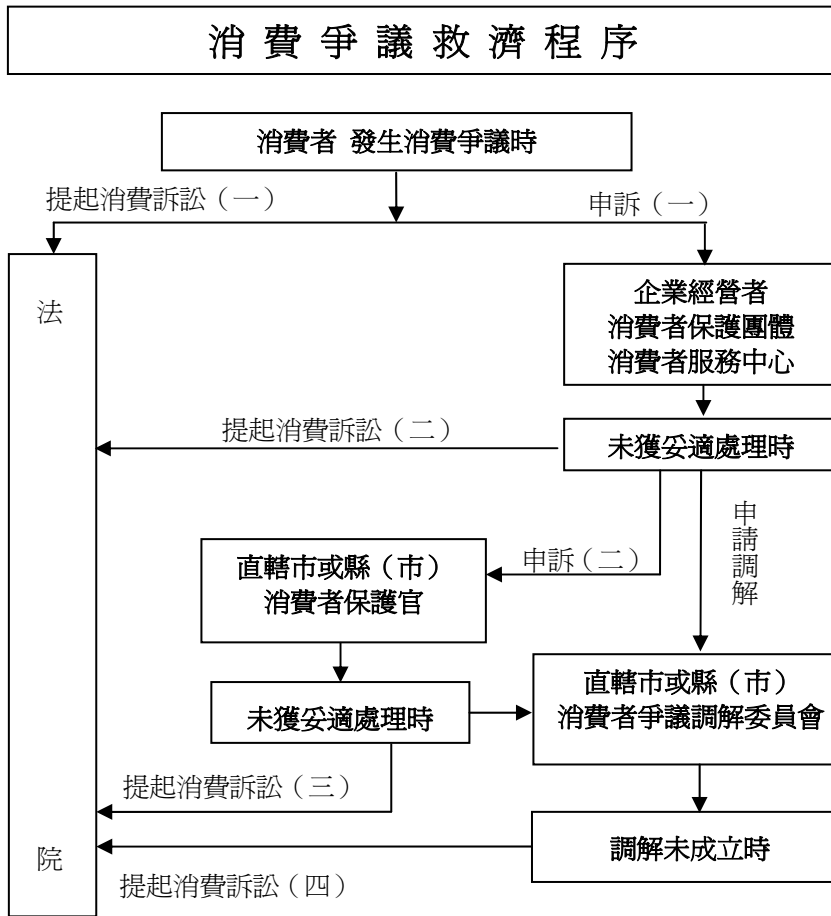 消費爭議救濟程序
消費者 發生消費爭議時
提起消費訴訟（一）
申訴（一）
法
院
企業經營者
消費者保護團體
消費者服務中心
提起消費訴訟（二）
未獲妥適處理時
申請調解
申訴（二）
直轄市或縣（市）
消費者保護官
未獲妥適處理時
直轄市或縣（市）
消費者爭議調解委員會
提起消費訴訟（三）
調解未成立時
提起消費訴訟（四）